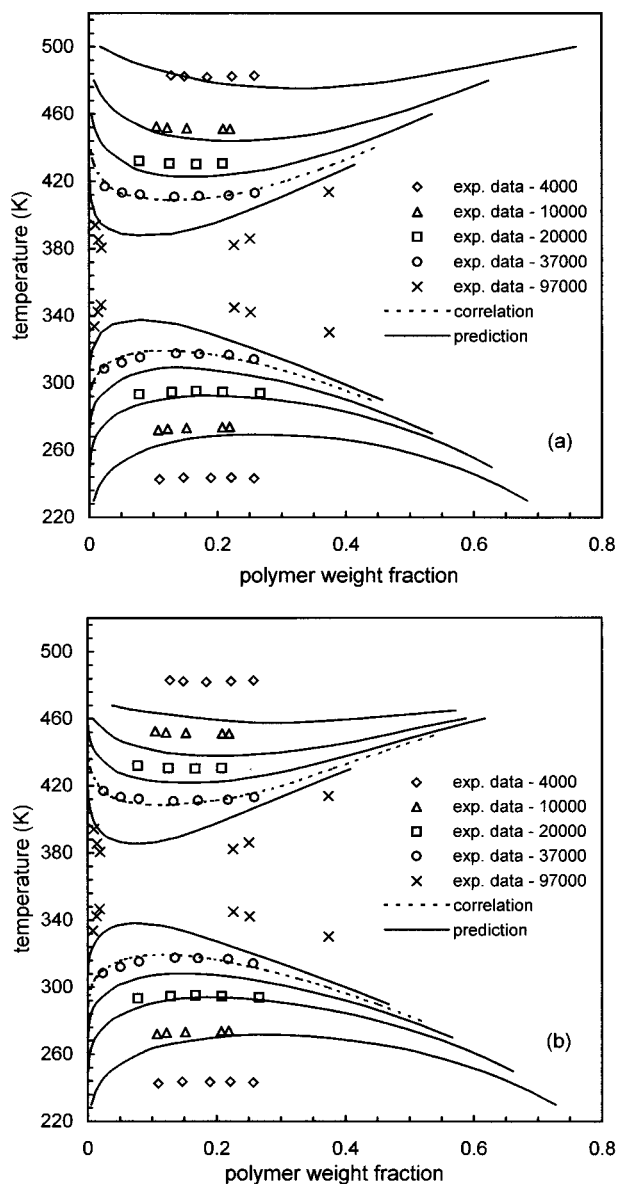 (a)
temperature (K)
500
460
420
380
340
300
260
220
exp. data - 4000
exp. data - 10000
exp. data - 20000
exp. data - 37000
exp. data - 97000
correlation
prediction
0 0.2 0.4 0.6 0.8
polymer weight fraction
(b)
temperature (K)
500
460
420
380
340
300
260
220
exp. data - 4000
exp. data - 10000
exp. data - 20000
exp. data - 37000
exp. data - 97000
correlation
prediction
0 0.2 0.4 0.6 0.8
polymer weight fraction